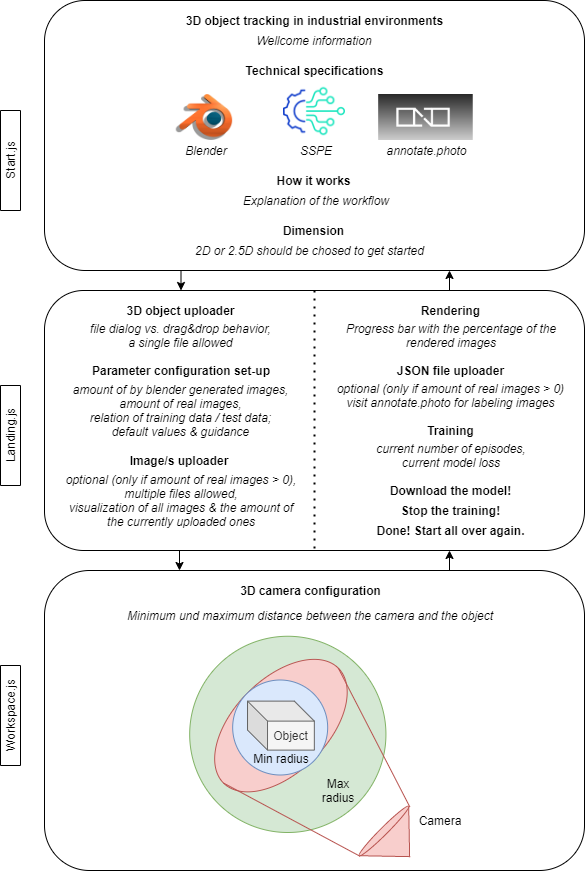 Start.js
3D object tracking in industrial environments
Wellcome information
Technical specifications
Blender
SSPE
annotate.photo
How it works
Explanation of the workflow
Dimension
2D or 2.5D should be chosed to get started
Landing.js
3D object uploader
file dialog vs. drag&drop behavior,
a single file allowed
Parameter configuration set-up
amount of by blender generated images,
amount of real images,
relation of training data / test data;
default values & guidance
Image/s uploader
optional (only if amount of real images > 0),
multiple files allowed,
visualization of all images & the amount of
the currently uploaded ones
Rendering
Progress bar with the percentage of the
rendered images
JSON file uploader
optional (only if amount of real images > 0)
visit annotate.photo for labeling images
Training
current number of episodes,
current model loss
Download the model!
Stop the training!
Done! Start all over again.
Workspace.js
3D camera configuration
Minimum und maximum distance between the camera and the object
Object
Min radius
Max
radius
Camera